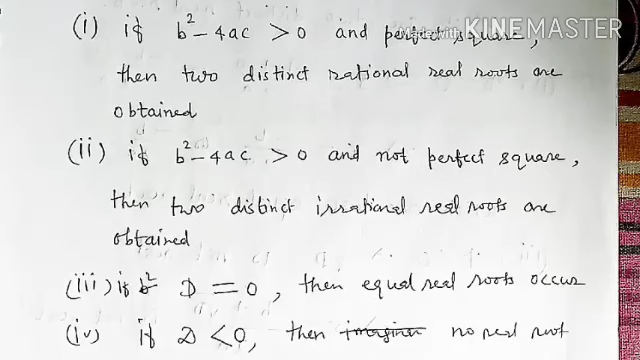 Made with KINEMASTER
(i) if b² - 4ac > 0 and perfect square,
then two distinct rational real roots are
obtained
(ii) if b² - 4ac > 0 and not perfect square,
then two distinct irrational real roots are
obtained
(iii) if D = 0, then equal real roots occur
(iv) if D < 0, then no real root